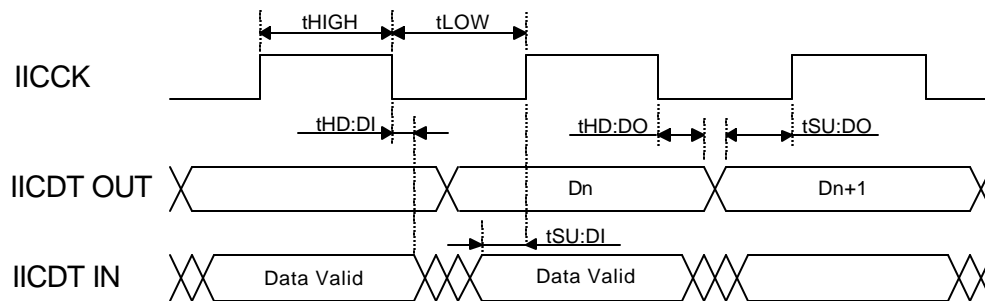 tHIGH tLOW
IICCK
tHD:DI tHD:DO tSU:DO
IICDT OUT Dn Dn+1
tSU:DI
IICDT IN Data Valid Data Valid